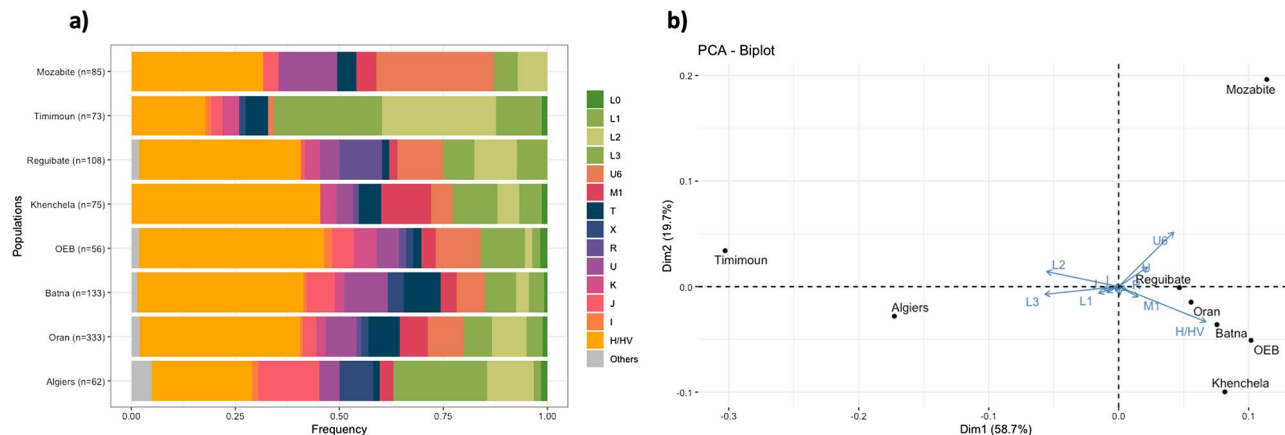 a)
Mozabite (n=85)
Timimoun (n=73)
Reguibate (n=108)
Khenchela (n=75)
OEB (n=56)
Batna (n=133)
Oran (n=333)
Algiers (n=62)
Populations
0.00 0.25 0.50 0.75 1.00
Frequency
L0
L1
L2
L3
U6
M1
T
X
R
U
K
J
I
H/HV
Others
b)
PCA - Biplot
0.2
0.1
0.0
-0.1
Dim2 (19.7%)
Mozabite
U6
L2
U
Timimoun
Reguibate
L3
L1
M1
Oran
Algiers
H/HV
Batna
OEB
Khenchela
-0.3 -0.2 -0.1 0.0 0.1
Dim1 (58.7%)